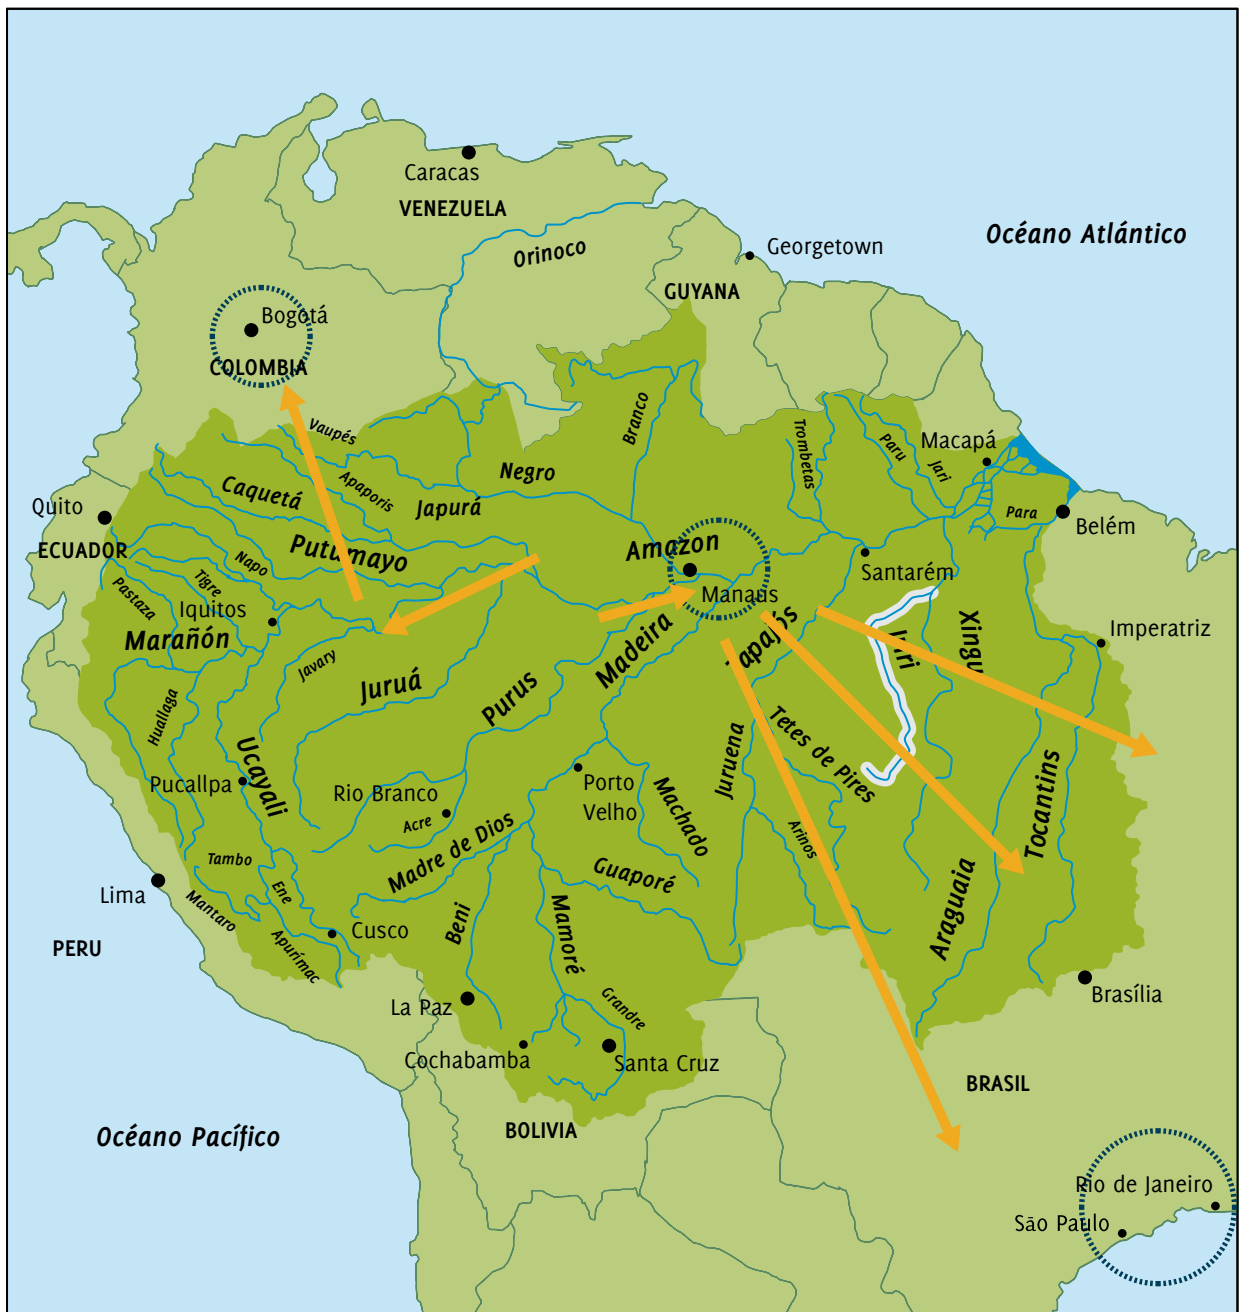 Caracas
VENEZUELA
Océano Atlántico
Orinoco
Georgetown
GUYANA
Bogotá
COLOMBIA
Branco
Vaupés
Trombetas
Paru
Macapá
Jari
Negro
Apaporis
Caquetá
Japurá
Quito
Para
Belém
ECUADOR
Putumayo
Amazon
Napo
Tigre
Pastaza
Santarém
Manaus
Iquitos
Marañón
Madeira
Tapajós
Iriri
Xingu
Imperatriz
Javary
Juruá
Purus
Huallaga
Ucayali
Juruena
Tetes de Pires
Pucallpa
Rio Branco
Porto
Velho
Machado
Tocantins
Acre
Madre de Dios
Arinos
Tambo
Guaporé
Lima
Ene
Mantaro
Beni
Mamoré
Araguaia
Cusco
PERU
Apurímac
La Paz
Grandre
Brasília
Cochabamba
Santa Cruz
BRASIL
Océano Pacífico
BOLIVIA
Rio de Janeiro
São Paulo